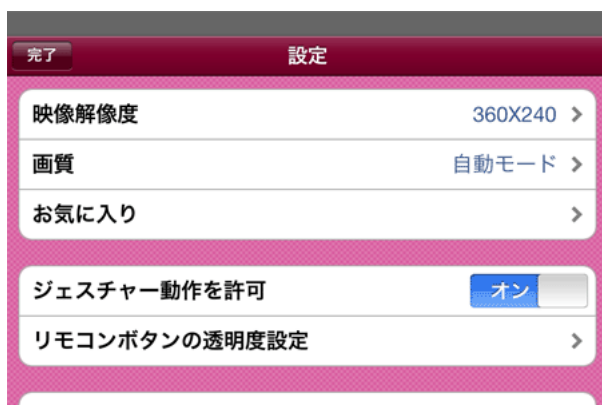 完了 設定
映像解像度 360X240
画質 自動モード
お気に入り
ジェスチャー動作を許可 オン
リモコンボタンの透明度設定